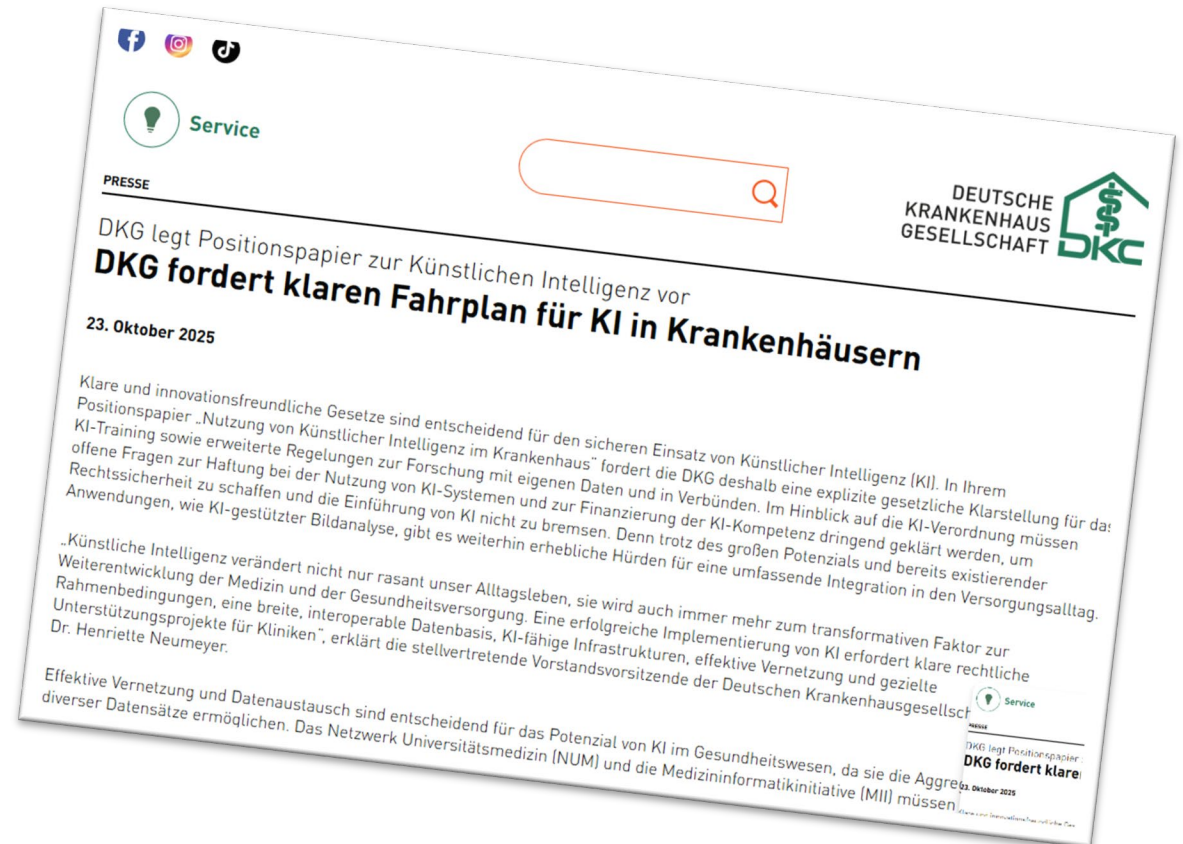 Service
PRESSE
DEUTSCHE
KRANKENHAUS
GESELLSCHAFT
DKG
DKG legt Positionspapier zur Künstlichen Intelligenz vor
DKG fordert klaren Fahrplan für KI in Krankenhäusern
23. Oktober 2025
Klare und innovationsfreundliche Gesetze sind entscheidend für den sicheren Einsatz von Künstlicher Intelligenz (KI). In Ihrem
Positionspapier „Nutzung von Künstlicher Intelligenz im Krankenhaus“ fordert die DKG deshalb eine explizite gesetzliche Klarstellung für das
KI-Training sowie erweiterte Regelungen zur Forschung mit eigenen Daten und in Verbünden. Im Hinblick auf die KI-Verordnung müssen
offene Fragen zur Haftung bei der Nutzung von KI-Systemen und zur Finanzierung der KI-Kompetenz dringend geklärt werden, um
Rechtssicherheit zu schaffen und die Einführung von KI nicht zu bremsen. Denn trotz des großen Potenzials und bereits existierender
Anwendungen, wie KI-gestützter Bildanalyse, gibt es weiterhin erhebliche Hürden für eine umfassende Integration in den Versorgungsalltag.
„Künstliche Intelligenz verändert nicht nur rasant unser Alltagsleben, sie wird auch immer mehr zum transformativen Faktor zur
Weiterentwicklung der Medizin und der Gesundheitsversorgung. Eine erfolgreiche Implementierung von KI erfordert klare rechtliche
Rahmenbedingungen, eine breite, interoperable Datenbasis, KI-fähige Infrastrukturen, effektive Vernetzung und gezielte
Unterstützungsprojekte für Kliniken“, erklärt die stellvertretende Vorstandsvorsitzende der Deutschen Krankenhausgesellsch
Dr. Henriette Neumeyer.
Effektive Vernetzung und Datenaustausch sind entscheidend für das Potenzial von KI im Gesundheitswesen, da sie die Aggre
diverser Datensätze ermöglichen. Das Netzwerk Universitätsmedizin (NUM) und die Medizininformatikinitiative (MII) müssen
Service
PRESSE
DKG legt Positionspapier
DKG fordert klare
23. Oktober 2025